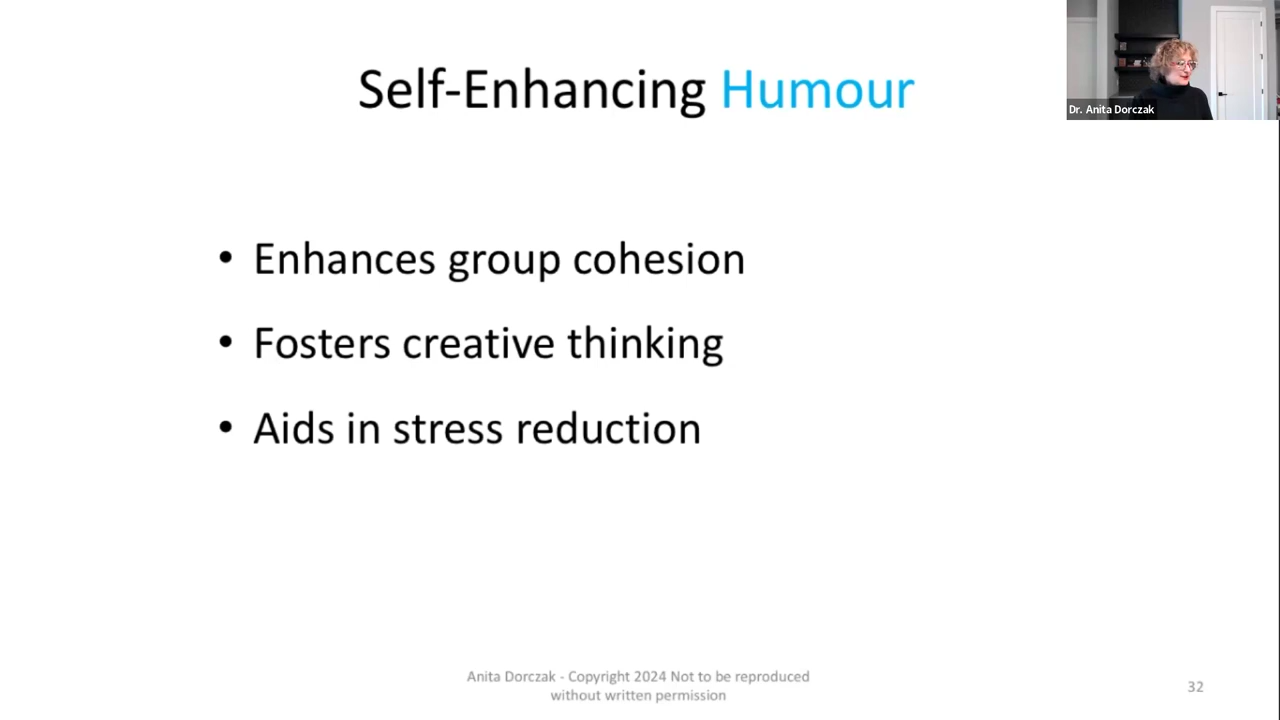 Self-Enhancing Humour
Dr. Anita Dorczak
• Enhances group cohesion
• Fosters creative thinking
• Aids in stress reduction
Anita Dorczak - Copyright 2024 Not to be reproduced
without written permission
32